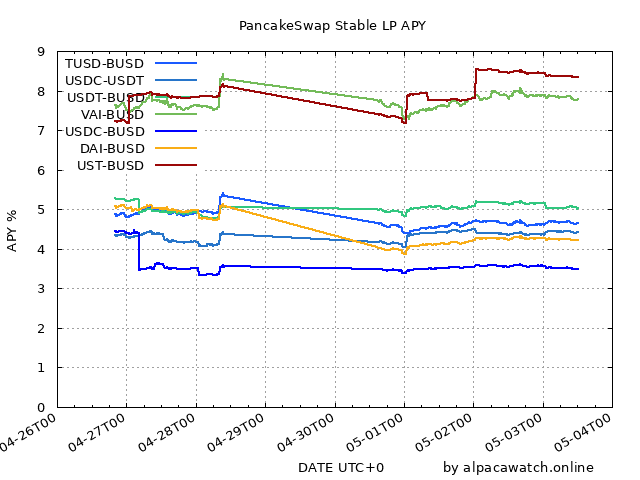 PancakeSwap Stable LP APY
9
8
7
6
5
4
3
2
1
0
APY %
TUSD-BUSD
USDC-USDT
USDT-BUSD
VAI-BUSD
USDC-BUSD
DAI-BUSD
UST-BUSD
04-26T00
04-27T00
04-28T00
04-29T00
04-30T00
05-01T00
05-02T00
05-03T00
05-04T00
DATE UTC+0
by alpacawatch.online